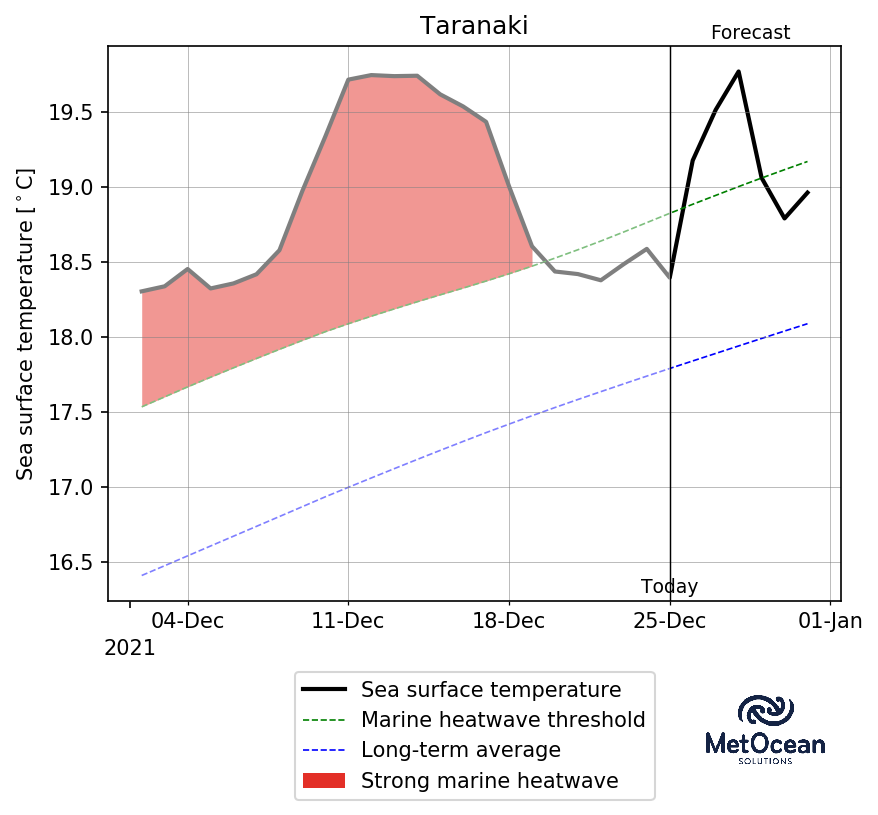 Taranaki
Forecast
Sea surface temperature [°C]
19.5
19.0
18.5
18.0
17.5
17.0
16.5
Today
04-Dec
11-Dec
18-Dec
25-Dec
01-Jan
2021
Sea surface temperature
Marine heatwave threshold
Long-term average
Strong marine heatwave
MetOcean
SOLUTIONS